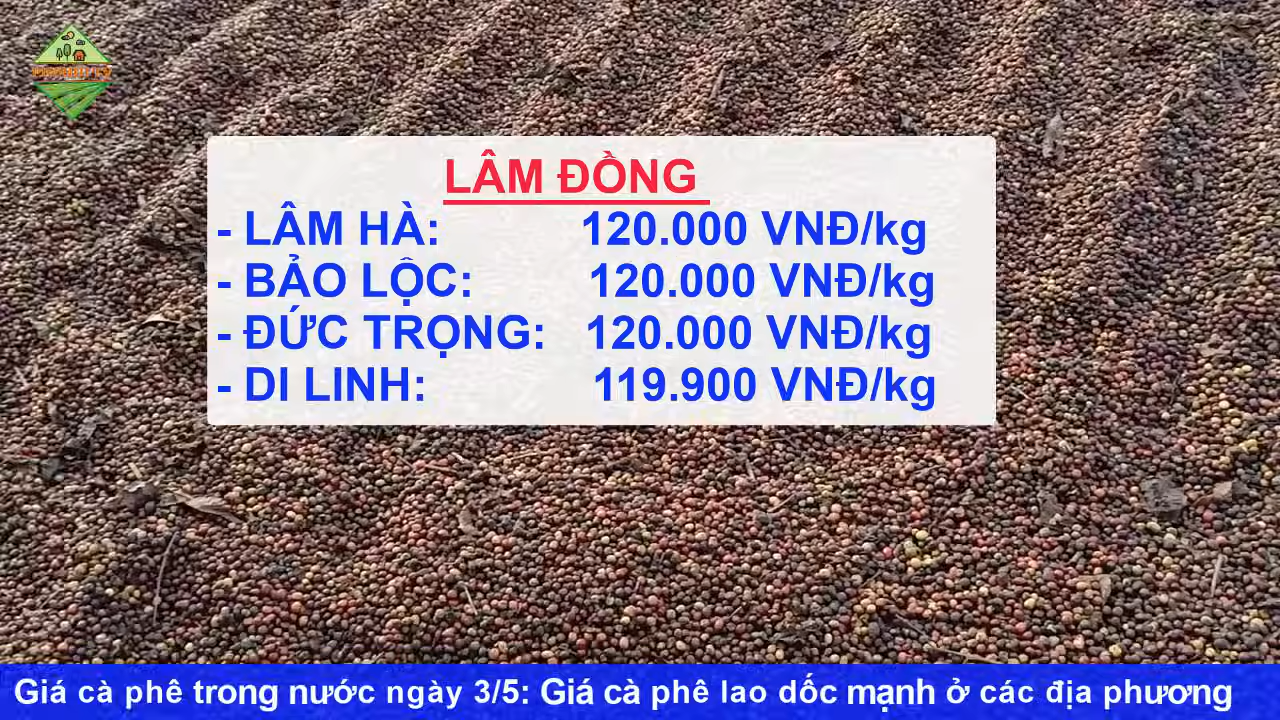 LÂM ĐỒNG
- LÂM HÀ: 120.000 VNĐ/kg
- BẢO LỘC: 120.000 VNĐ/kg
- ĐỨC TRỌNG: 120.000 VNĐ/kg
- DI LINH: 119.900 VNĐ/kg
Giá cà phê trong nước ngày 3/5: Giá cà phê lao dốc mạnh ở các địa phương